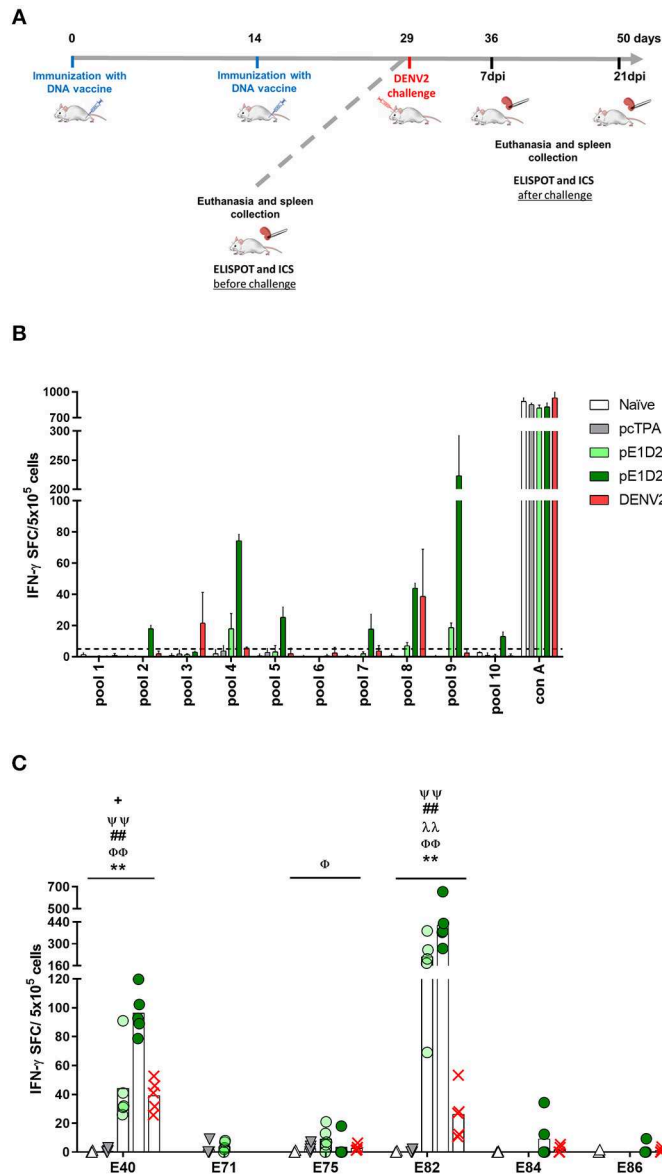 A
0 14 29 36 50 days
Immunization with DNA vaccine
Immunization with DNA vaccine
DENV2 challenge
7dpi
21dpi
Euthanasia and spleen collection
ELISPOT and ICS
before challenge
Euthanasia and spleen collection
ELISPOT and ICS
after challenge
B
IFN-γ SFC/5x10⁵ cells
1000
700
300
200
100
80
60
40
20
0
pool 1 pool 2 pool 3 pool 4 pool 5 pool 6 pool 7 pool 8 pool 9 pool 10 con A
Naïve
pcTPA
pE1D2
pE1D2
DENV2
C
IFN-γ SFC/ 5x10⁵ cells
700
500
440
300
160
120
100
80
60
40
20
0
+
ψψ
##
ΦΦ
**
Φ
ψψ
##
λλ
ΦΦ
**
E40 E71 E75 E82 E84 E86